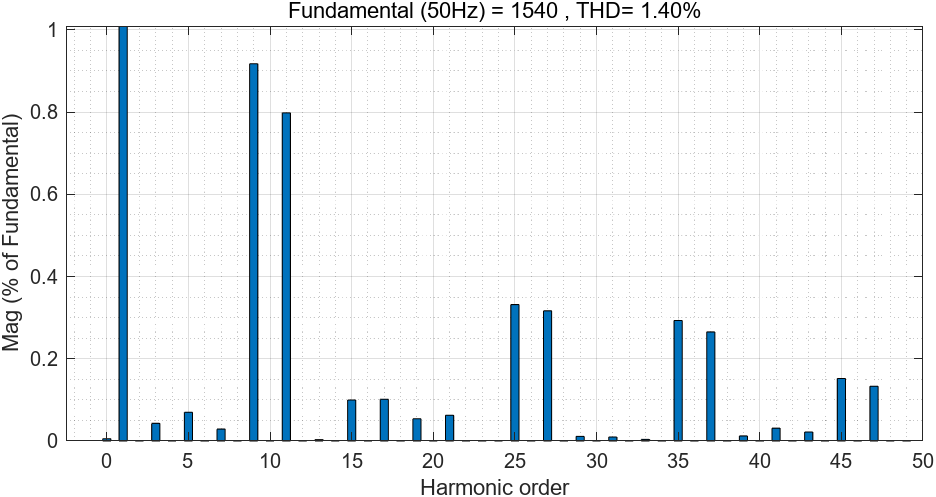 Fundamental (50Hz) = 1540 , THD= 1.40%
1
0.8
0.6
0.4
0.2
0
Mag (% of Fundamental)
0 5 10 15 20 25 30 35 40 45 50
Harmonic order